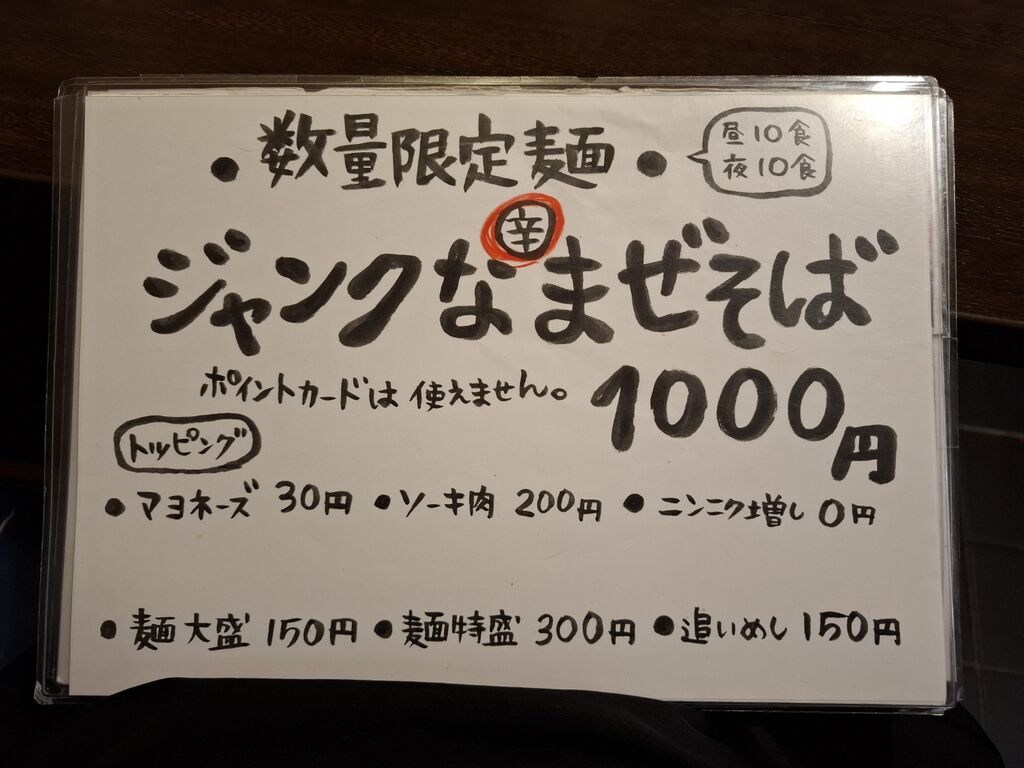 • 数量限定麺 •
昼10食
夜10食
辛
ジャンクなまぜそば
ポイントカードは使えません。
1000円
トッピング
• マヨネーズ 30円 • ソーキ肉 200円 • ニンニク増し 0円
• 麺大盛 150円 • 麺特盛 300円 • 追いめし 150円